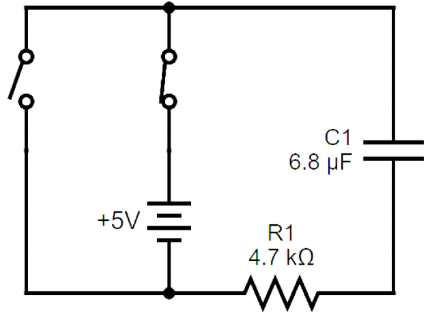 C1
6.8 µF
+5V
R1
4.7 kΩ